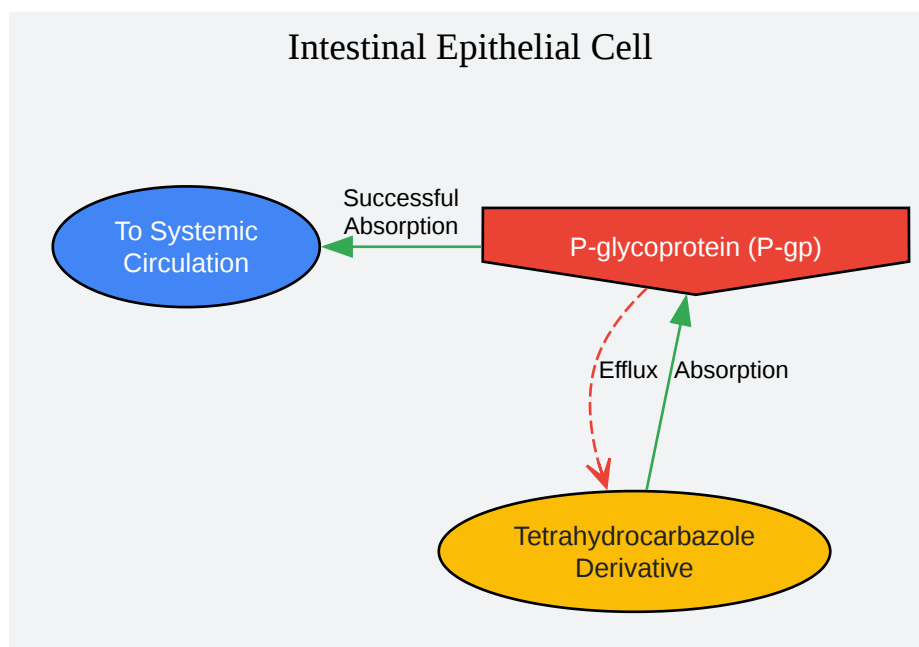 Intestinal Epithelial Cell
Successful
Absorption
To Systemic
Circulation
P-glycoprotein (P-gp)
Efflux
Absorption
Tetrahydrocarbazole
Derivative